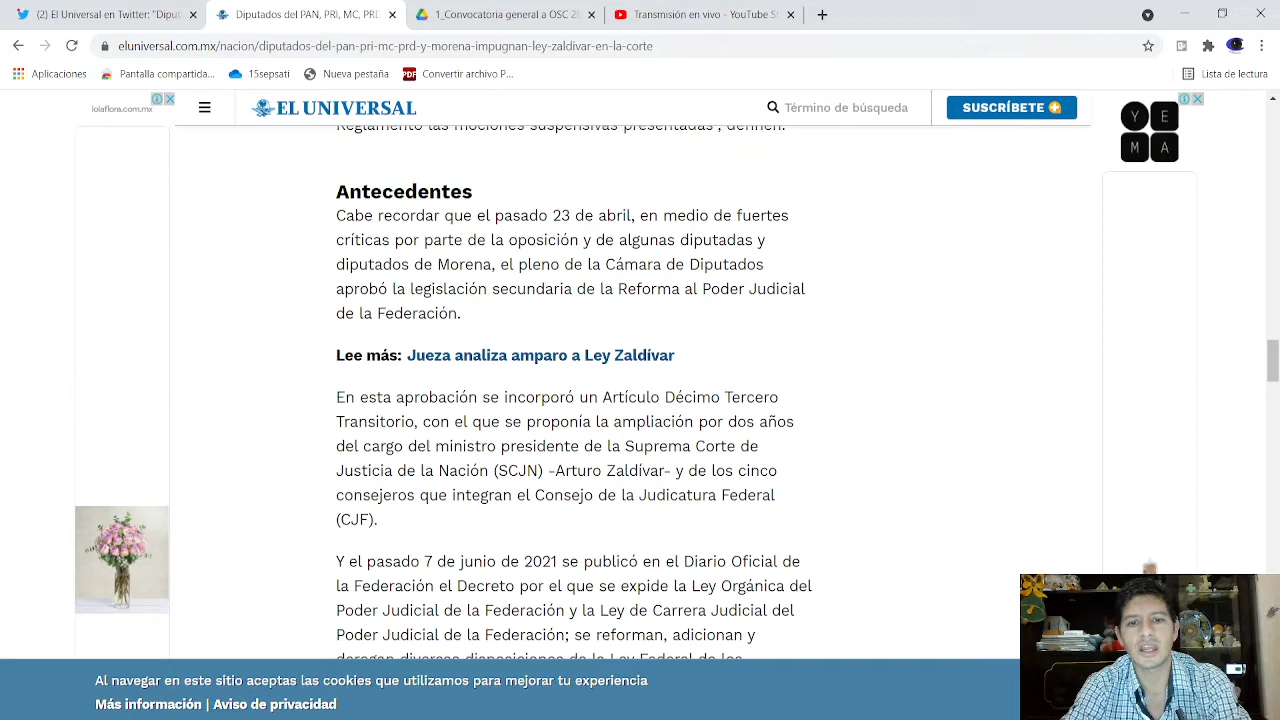 El tiempo es: "Di
Diputados del PAN, PRI, MC, PRD
1_Conocatoria Federal OSC 2
Transmisión en vivo - YouTube S
eluniversal.com.mx/nacion/diputados-del-pan-pri-mc-prd-y-morena-impugnan-ley-zaldivar-en-la-corte
Aplicaciones
Pantalla compartida...
15sepsati
Nueva pestaña
PDF
Convertir archivo P...
Lista de lectura
lolaflora.com.mx
EL UNIVERSAL
Término de búsqueda
SUSCRÍBETE
Y E
M A
Reglamento las mociones suspensivas presentadas", definen.
Antecedentes
Cabe recordar que el pasado 23 de abril, en medio de fuertes
críticas por parte de la oposición y de algunas diputadas y
diputados de Morena, el pleno de la Cámara de Diputados
aprobó la legislación secundaria de la Reforma al Poder Judicial
de la Federación.
Lee más: Jueza analiza amparo a Ley Zaldívar
En esta aprobación se incorporó un Artículo Décimo Tercero
Transitorio, con el que se proponía la ampliación por dos años
del cargo del ministro presidente de la Suprema Corte de
Justicia de la Nación (SCJN) -Arturo Zaldívar- y de los cinco
consejeros que integran el Consejo de la Judicatura Federal
(CJF).
Y el pasado 7 de junio de 2021 se publicó en el Diario Oficial de
la Federación el Decreto por el que se expide la Ley Orgánica del
Poder Judicial de la Federación y la Ley de Carrera Judicial del
Poder Judicial de la Federación; se reforman, adicionan y
derogan diversas disposiciones de la Ley Federal de los
Al navegar en este sitio aceptas las cookies que utilizamos para mejorar tu experiencia
Más información | Aviso de privacidad